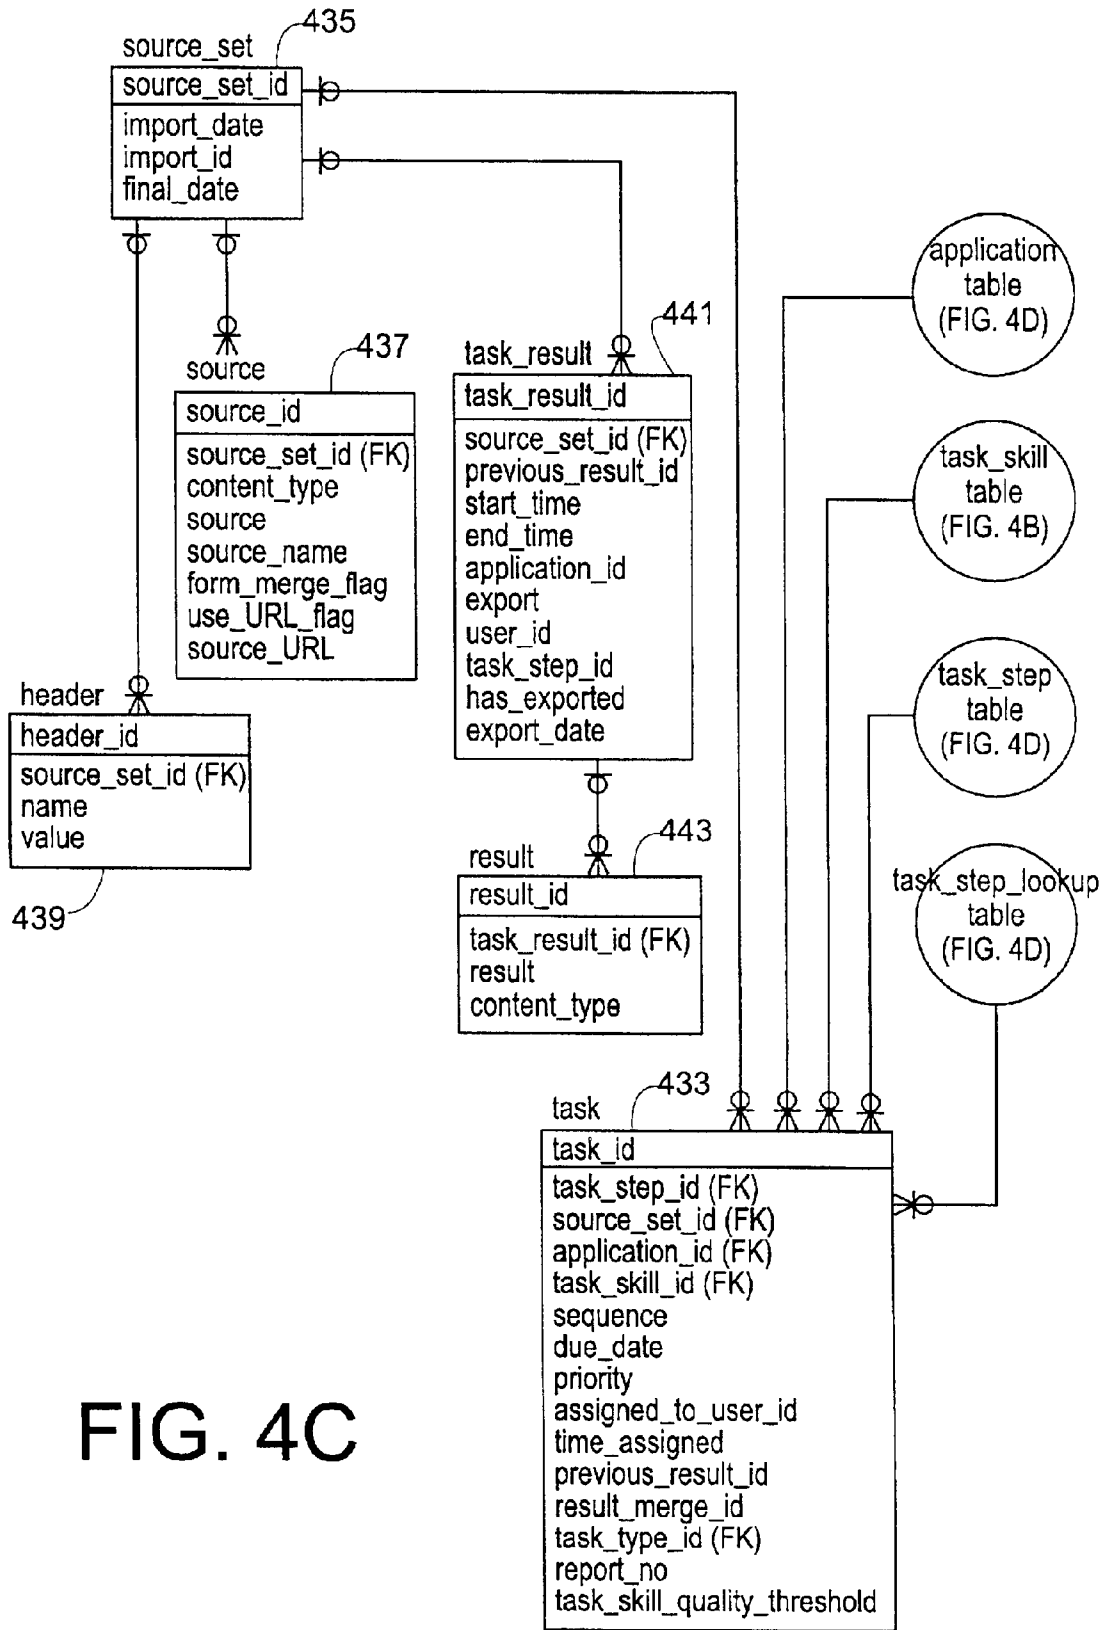 435
source_set
source_set_id
import_date
import_id
final_date
application
table
(FIG. 4D)
437
source
source_id
source_set_id (FK)
content_type
source
source_name
form_merge_flag
use_URL_flag
source_URL
441
task_result
task_result_id
source_set_id (FK)
previous_result_id
start_time
end_time
application_id
export
user_id
task_step_id
has_exported
export_date
task_skill
table
(FIG. 4B)
task_step
table
(FIG. 4D)
header
header_id
source_set_id (FK)
name
value
439
443
result
result_id
task_result_id (FK)
result
content_type
task_step_lookup
table
(FIG. 4D)
433
task
task_id
task_step_id (FK)
source_set_id (FK)
application_id (FK)
task_skill_id (FK)
sequence
due_date
priority
assigned_to_user_id
time_assigned
previous_result_id
result_merge_id
task_type_id (FK)
report_no
task_skill_quality_threshold
FIG. 4C